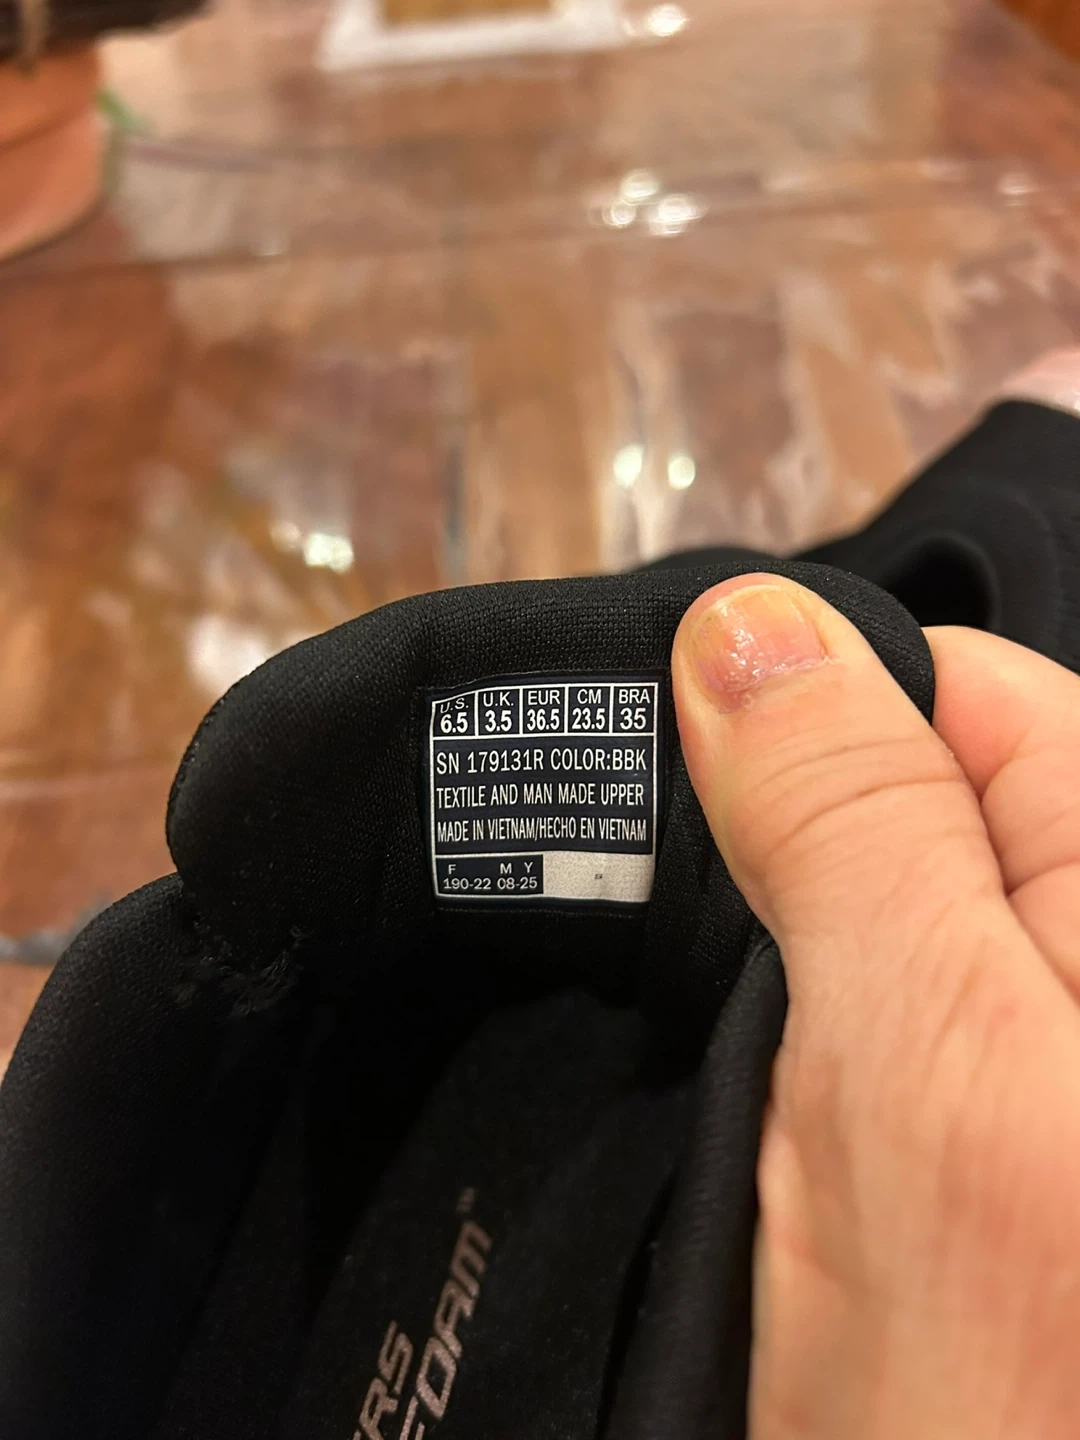 U.S. U.K. EUR CM BRA
6.5 3.5 36.5 23.5 35
SN 179131R COLOR:BBK
TEXTILE AND MAN MADE UPPER
MADE IN VIETNAM/HECHO EN VIETNAM
F M Y
190-22 08-25
FOAM™